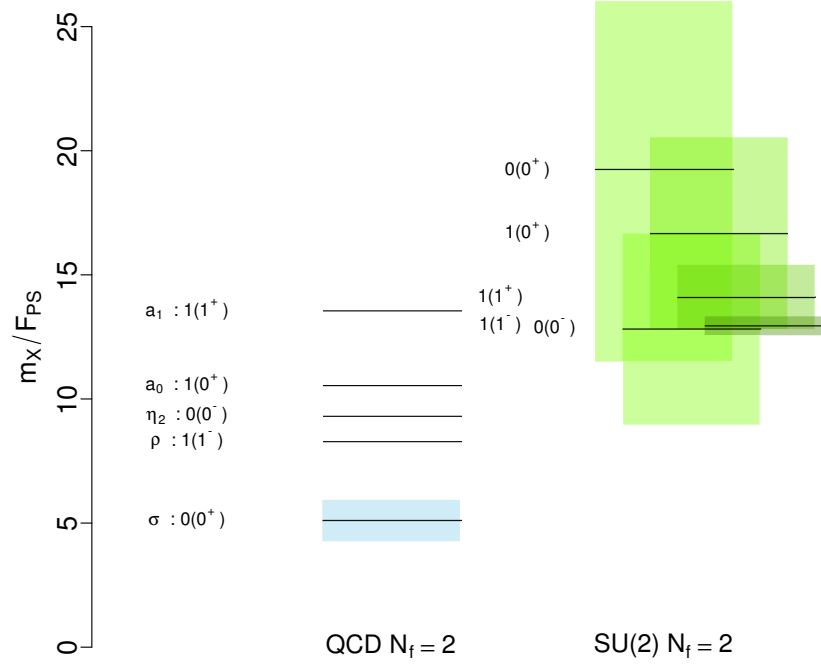 25
20
15
10
5
0
m_X / F_PS
0(0⁺)
1(0⁺)
1(1⁺)
1(1⁻) 0(0⁻)
a₁ : 1(1⁺)
a₀ : 1(0⁺)
η₂ : 0(0⁻)
ρ : 1(1⁻)
σ : 0(0⁺)
QCD N_f = 2
SU(2) N_f = 2